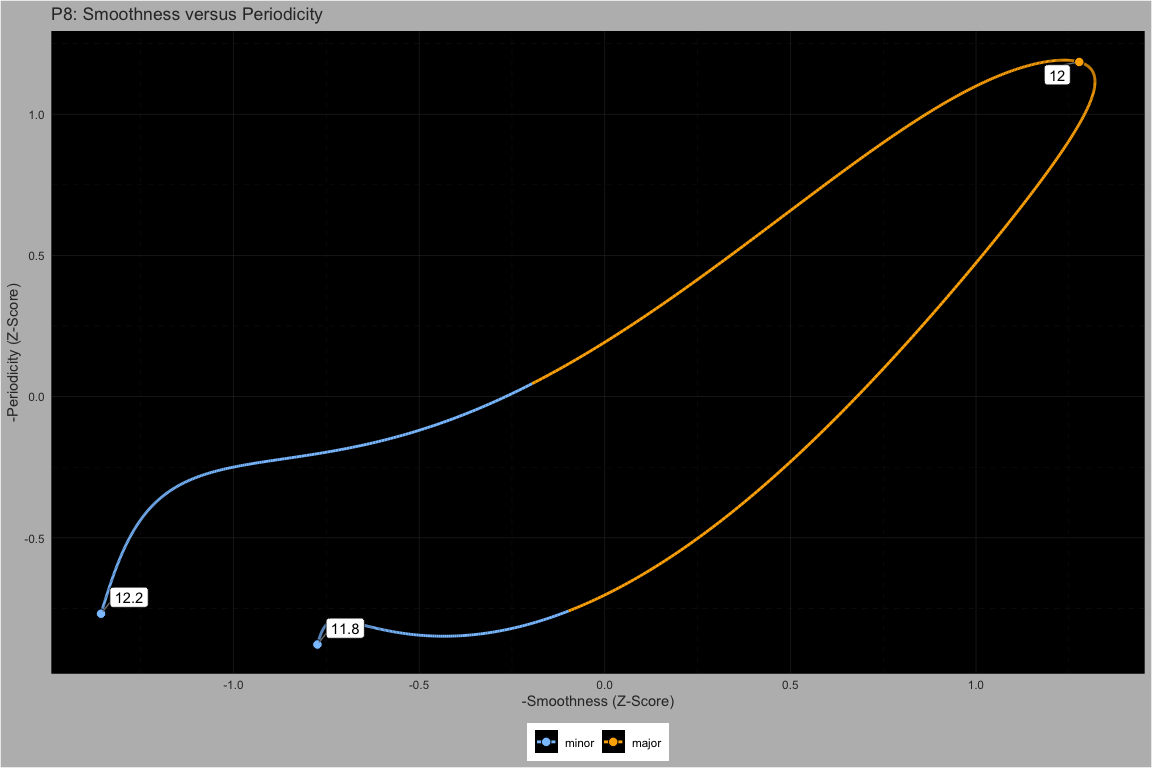 P8: Smoothness versus Periodicity
12
1.0
0.5
-Periodicity (Z-Score)
0.0
-0.5
12.2
11.8
-1.0 -0.5 0.0 0.5 1.0
-Smoothness (Z-Score)
minor major